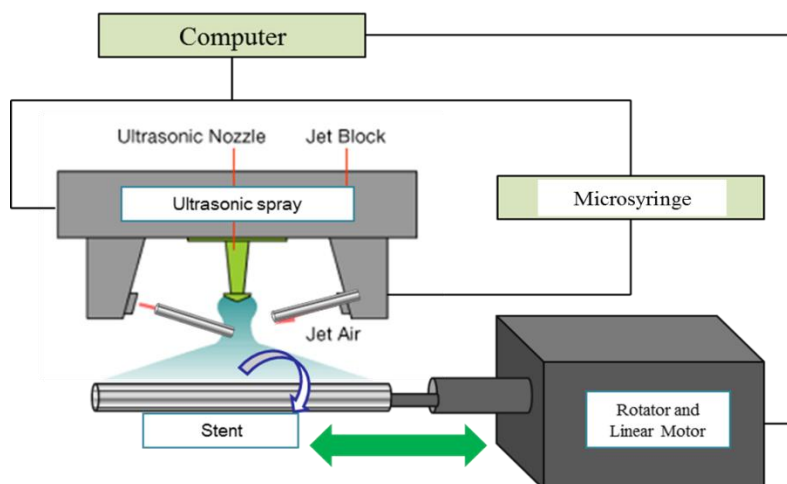 Computer
Ultrasonic Nozzle
Jet Block
Ultrasonic spray
Microsyringe
Jet Air
Stent
Rotator and
Linear Motor